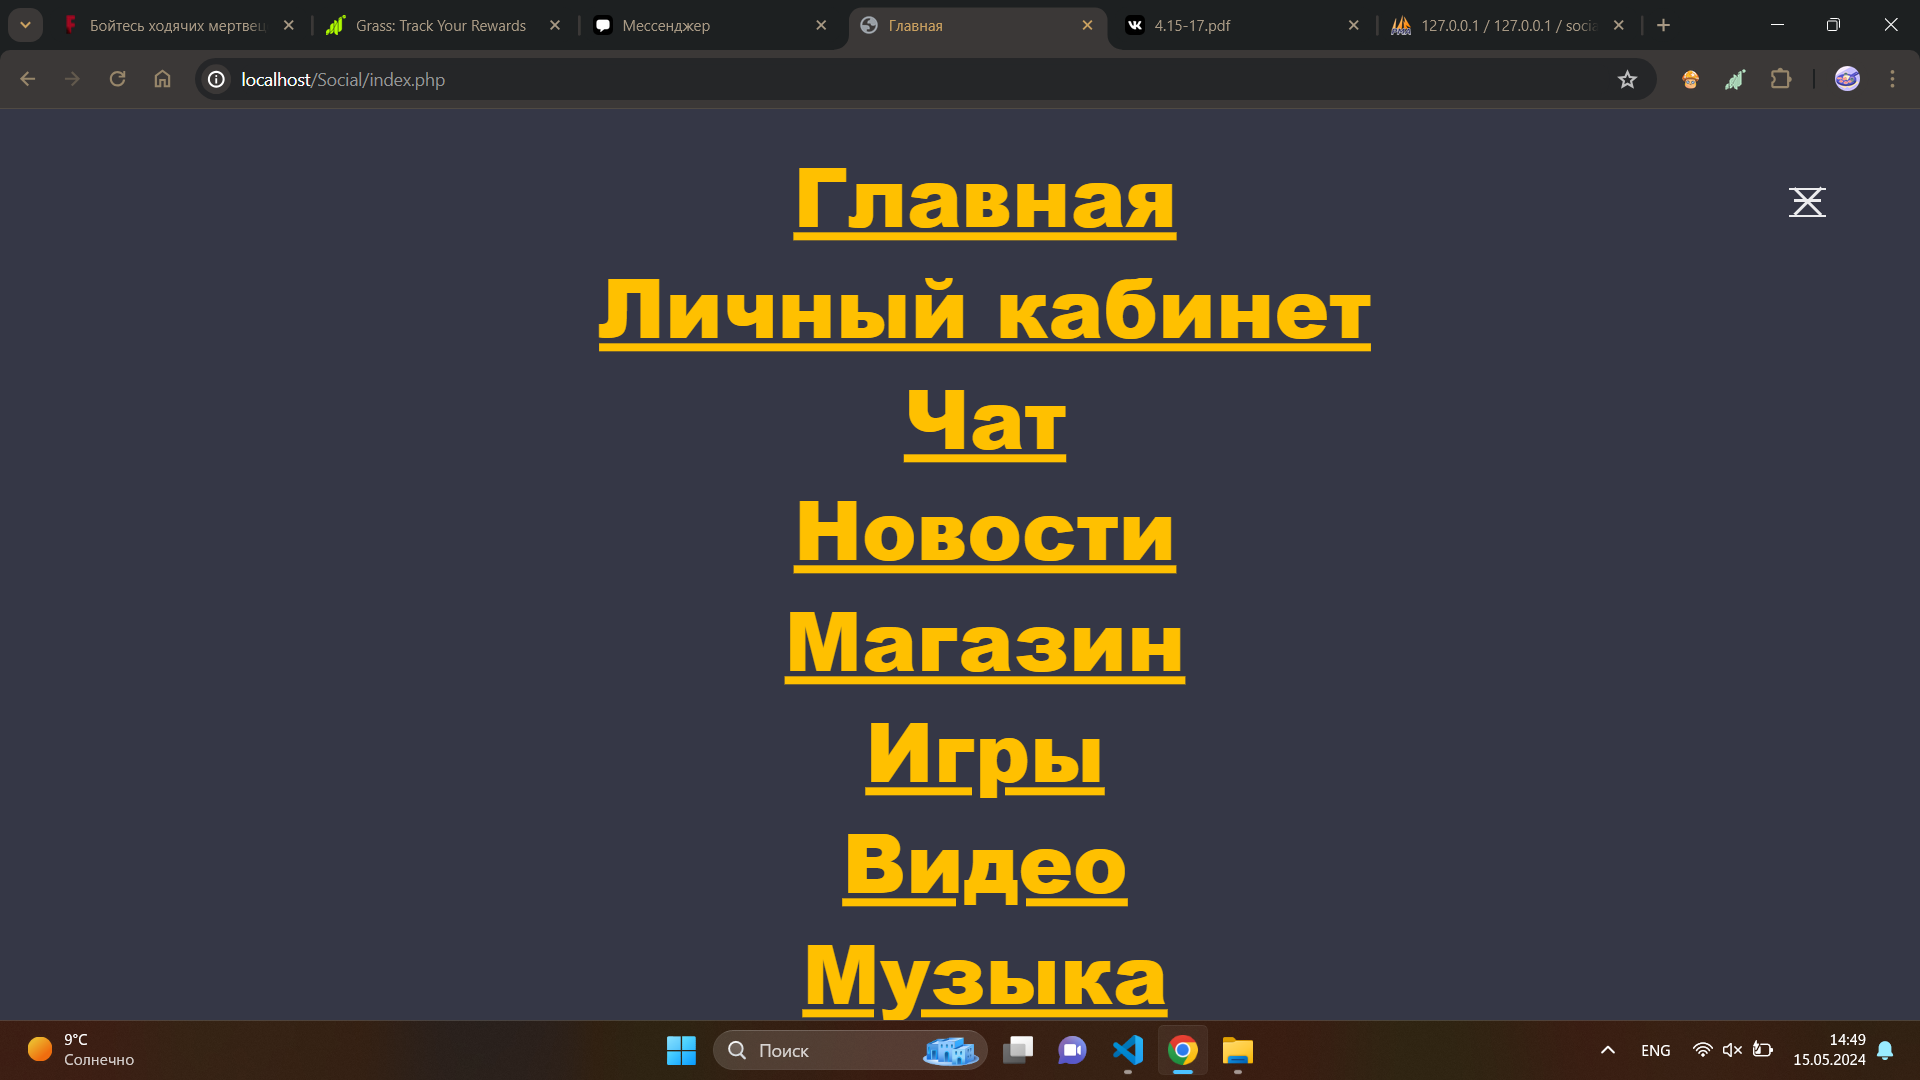 Бойтесь ходячих мертвец
Grass: Track Your Rewards
Мессенджер
Главная
4.15-17.pdf
127.0.0.1 / 127.0.0.1 / socia
localhost/Social/index.php
Главная
Личный кабинет
Чат
Новости
Магазин
Игры
Видео
Музыка
9°C
Солнечно
Поиск
ENG
14:49
15.05.2024